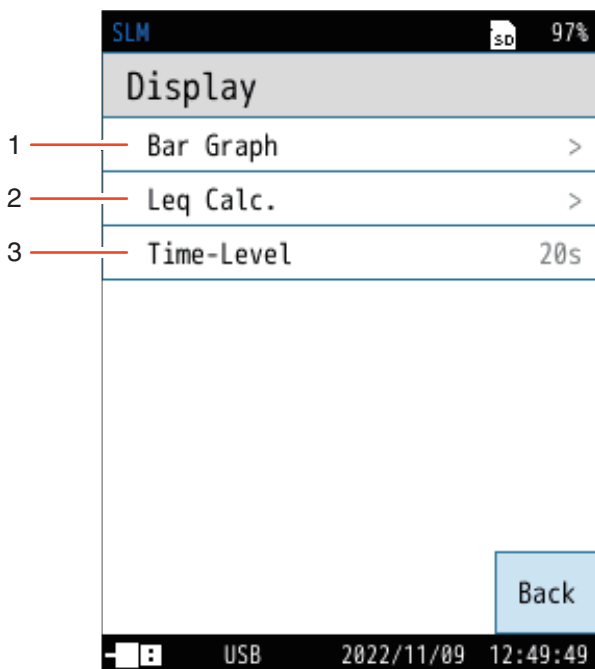 SLM SD 97%
Display
1 Bar Graph >
2 Leq Calc. >
3 Time-Level 20s
Back
USB 2022/11/09 12:49:49